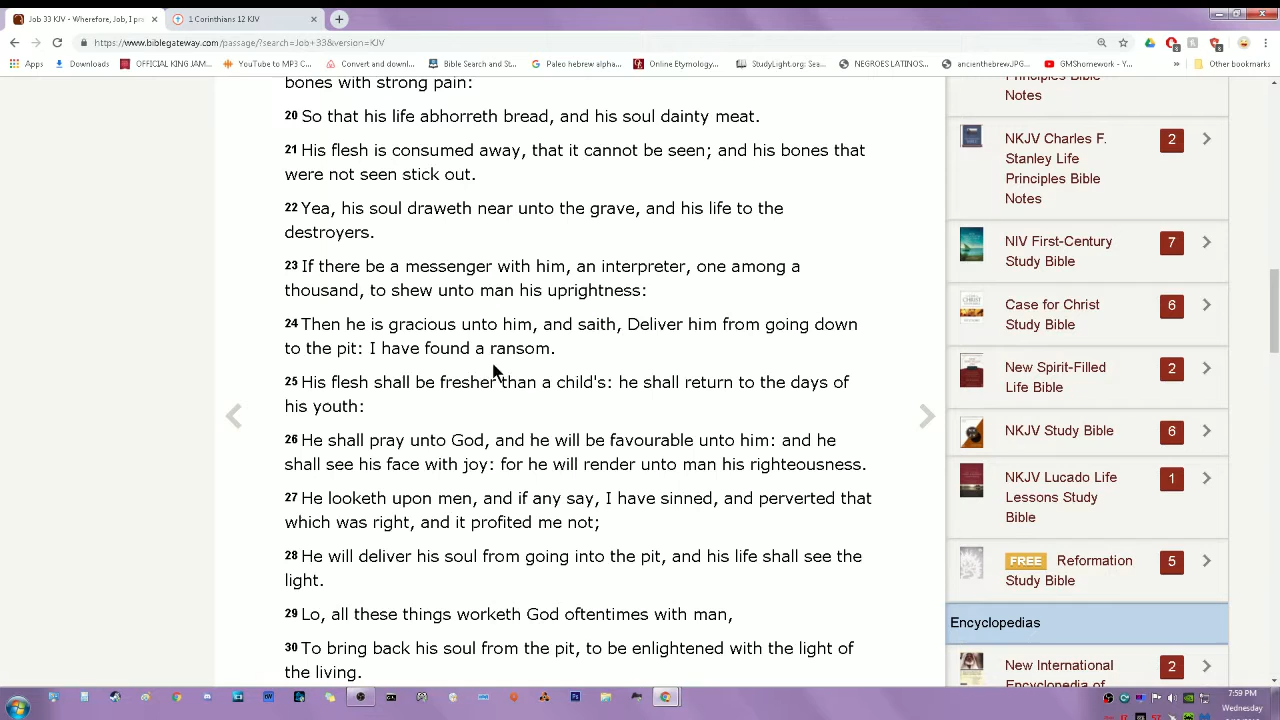 Job 33 KJV - Wherefore, Job, I pra
1 Corinthians 12 KJV
https://www.biblegateway.com/passage/?search=Job+33&version=KJV
Apps
Downloads
OFFICIAL KING JAM...
YouTube to MP3 C...
Convert and downl...
Bible Search and St...
Paleo hebrew alpha...
Online Etymology...
StudyLight.org: Sea...
NEGROES LATINOS...
ancienthebrewJPG...
GMShomework - Y...
»
Other bookmarks
bones with strong pain:
20 So that his life abhorreth bread, and his soul dainty meat.
21 His flesh is consumed away, that it cannot be seen; and his bones that
were not seen stick out.
22 Yea, his soul draweth near unto the grave, and his life to the
destroyers.
23 If there be a messenger with him, an interpreter, one among a
thousand, to shew unto man his uprightness:
24 Then he is gracious unto him, and saith, Deliver him from going down
to the pit: I have found a ransom.
25 His flesh shall be fresher than a child's: he shall return to the days of
his youth:
26 He shall pray unto God, and he will be favourable unto him: and he
shall see his face with joy: for he will render unto man his righteousness.
27 He looketh upon men, and if any say, I have sinned, and perverted that
which was right, and it profited me not;
28 He will deliver his soul from going into the pit, and his life shall see the
light.
29 Lo, all these things worketh God oftentimes with man,
30 To bring back his soul from the pit, to be enlightened with the light of
the living.
Principles Bible
Notes
NKJV Charles F.
Stanley Life
Principles Bible
Notes
2
NIV First-Century
Study Bible
7
Case for Christ
Study Bible
6
New Spirit-Filled
Life Bible
2
NKJV Study Bible
6
NKJV Lucado Life
Lessons Study
Bible
1
FREE Reformation
Study Bible
5
Encyclopedias
New International
Encyclopedia of
2
7:59 PM
Wednesday